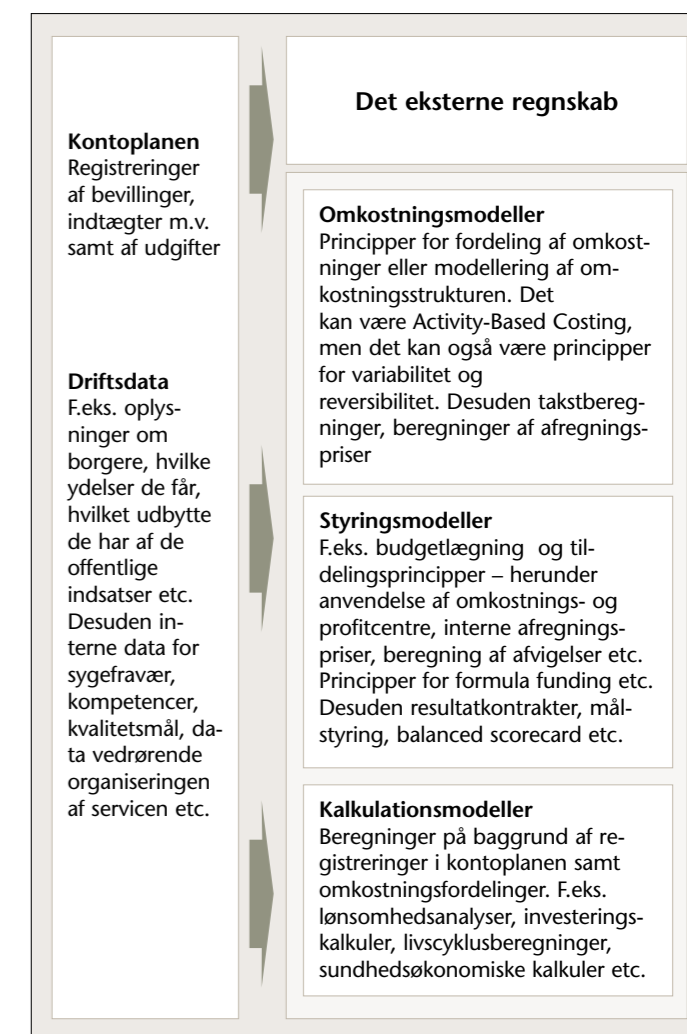 Kontoplanen
Registreringer
af bevillinger,
indtægter m.v.
samt af udgifter
Driftsdata
F.eks. oplys-
ninger om
borgere, hvilke
ydelser de får,
hvilket udbytte
de har af de
offentlige
indsatser etc.
Desuden in-
terne data for
sygefravær,
kompetencer,
kvalitetsmål, da-
ta vedrørende
organiseringen
af servicen etc.
Det eksterne regnskab
Omkostningsmodeller
Principper for fordeling af omkost-
ninger eller modellering af om-
kostningsstrukturen. Det
kan være Activity-Based Costing,
men det kan også være principper
for variabilitet og
reversibilitet. Desuden takstbereg-
ninger, beregninger af afregnings-
priser
Styringsmodeller
F.eks. budgetlægning og til-
delingsprincipper – herunder
anvendelse af omkostnings- og
profitcentre, interne afregnings-
priser, beregning af afvigelser etc.
Principper for formula funding etc.
Desuden resultatkontrakter, mål-
styring, balanced scorecard etc.
Kalkulationsmodeller
Beregninger på baggrund af re-
gistreringer i kontoplanen samt
omkostningsfordelinger. F.eks.
lønsomhedsanalyser, investerings-
kalkuler, livscyklusberegninger,
sundhedsøkonomiske kalkuler etc.